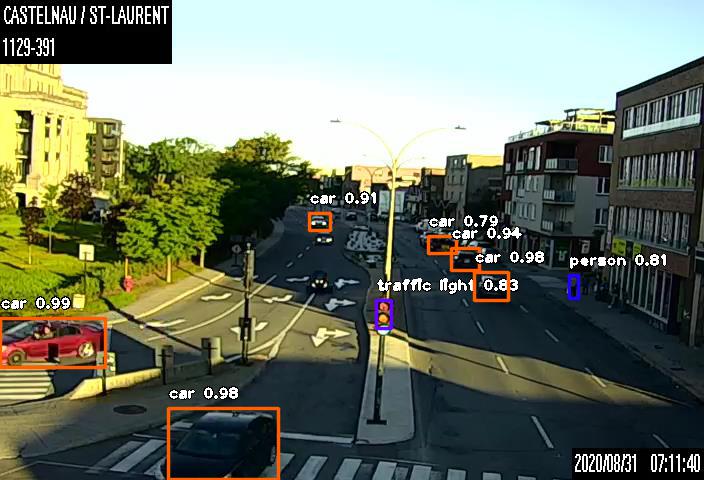 CASTELNAU / ST-LAURENT
1129-391
car 0.91
car 0.79
car 0.94
car 0.98
person 0.81
traffic light 0.83
car 0.99
car 0.98
2020/08/31 07:11:40